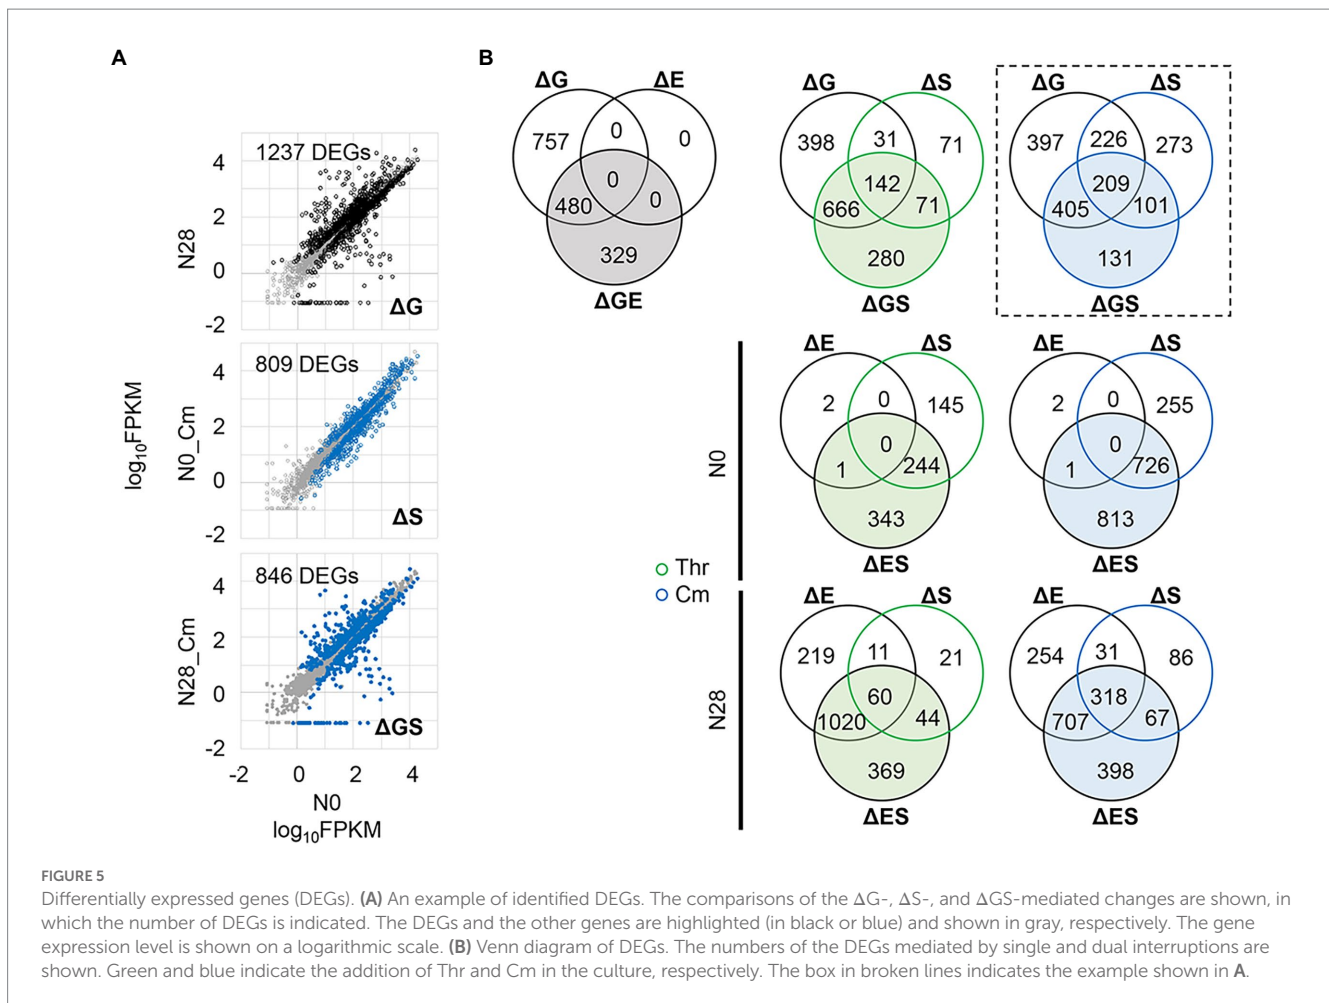 A
1237 DEGs
4
2
0
-2
N28
ΔG
809 DEGs
4
2
0
-2
log10FPKM
N0_Cm
ΔS
846 DEGs
4
2
0
-2
N28_Cm
ΔGS
-2 0 2 4
N0
log10FPKM
B
ΔG ΔE
757 0 0
0
480 0
329
ΔGE
ΔG ΔS
398 31 71
142
666 71
280
ΔGS
ΔG ΔS
397 226 273
209
405 101
131
ΔGS
N0
ΔE ΔS
2 0 145
0
1 244
343
ΔES
ΔE ΔS
2 0 255
0
1 726
813
ΔES
Thr
Cm
N28
ΔE ΔS
219 11 21
60
1020 44
369
ΔES
ΔE ΔS
254 31 86
318
707 67
398
ΔES
FIGURE 5
Differentially expressed genes (DEGs). (A) An example of identified DEGs. The comparisons of the ΔG-, ΔS-, and ΔGS-mediated changes are shown, in
which the number of DEGs is indicated. The DEGs and the other genes are highlighted (in black or blue) and shown in gray, respectively. The gene
expression level is shown on a logarithmic scale. (B) Venn diagram of DEGs. The numbers of the DEGs mediated by single and dual interruptions are
shown. Green and blue indicate the addition of Thr and Cm in the culture, respectively. The box in broken lines indicates the example shown in A.